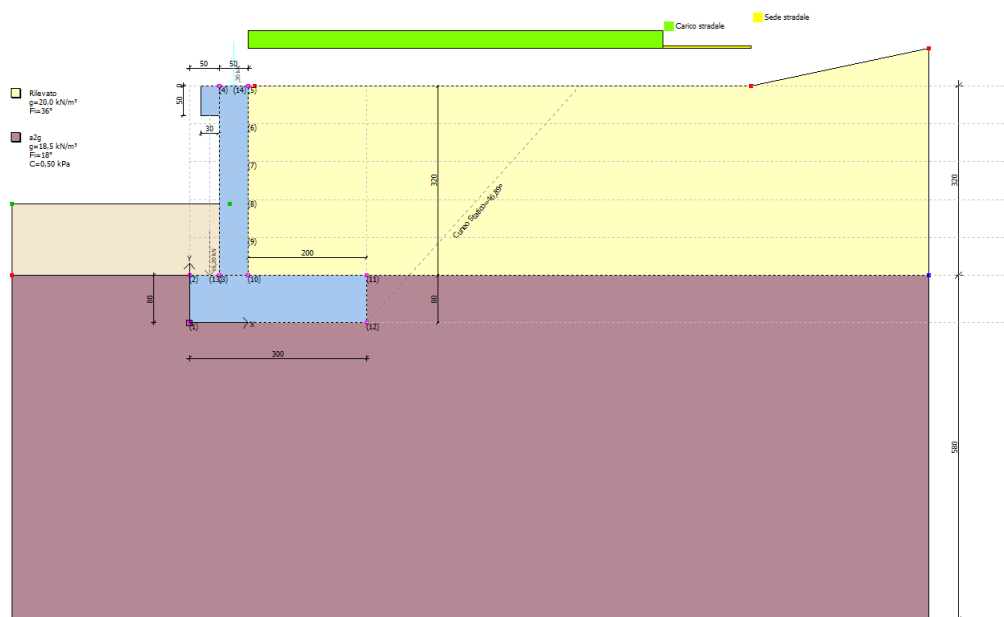 Sede stradale
Carico stradale
50
50
Rilevato
g=20,0 kN/m³
Fi=36°
0
50
(4)
(14)
(5)
30
(6)
a2g
g=18,5 kN/m³
Fi=18°
C=0,50 kPa
(7)
320
320
(8)
(9)
200
Y
(2)
(13)
(3)
(10)
(11)
80
80
X
(1)
(12)
300
580